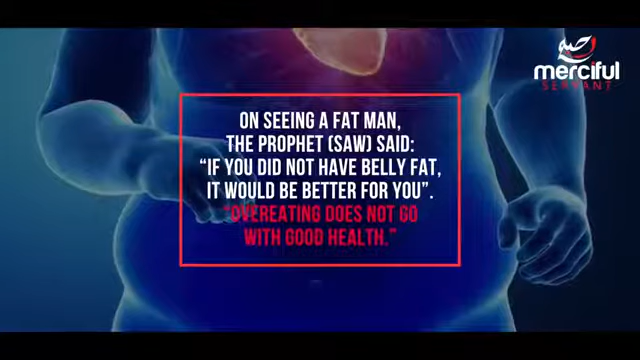 merciful
SERVANT
ON SEEING A FAT MAN,
THE PROPHET (SAW) SAID:
“IF YOU DID NOT HAVE BELLY FAT,
IT WOULD BE BETTER FOR YOU”.
“OVEREATING DOES NOT GO
WITH GOOD HEALTH.”